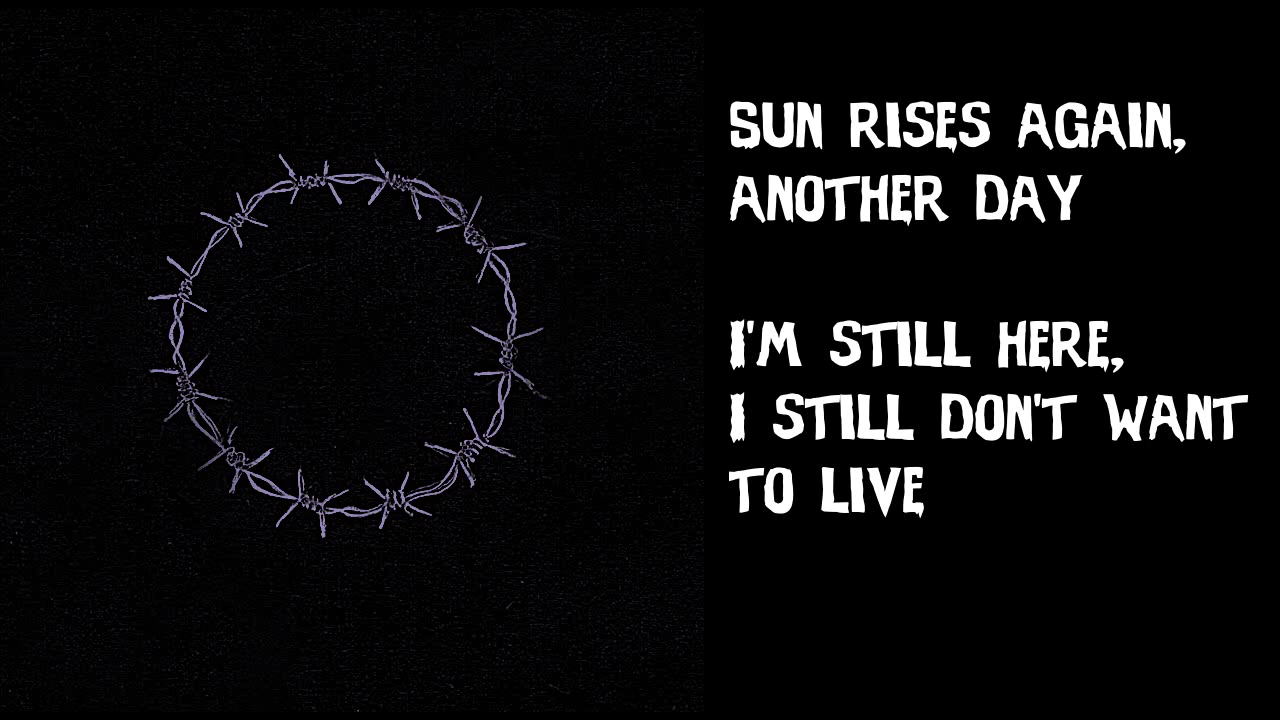 SUN RISES AGAIN,
ANOTHER DAY
I'M STILL HERE,
I STILL DON'T WANT
TO LIVE